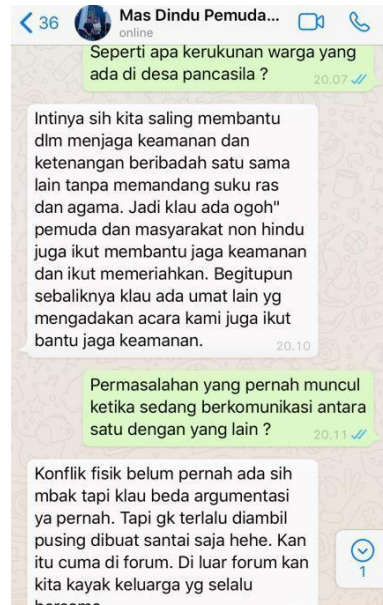 36
Mas Dindu Pemuda...
online
Seperti apa kerukunan warga yang
ada di desa pancasila ?
20.07
Intinya sih kita saling membantu
dlm menjaga keamanan dan
ketenangan beribadah satu sama
lain tanpa memandang suku ras
dan agama. Jadi klau ada ogoh"
pemuda dan masyarakat non hindu
juga ikut membantu jaga keamanan
dan ikut memeriahkan. Begitupun
sebaliknya klau ada umat lain yg
mengadakan acara kami juga ikut
bantu jaga keamanan.
20.10
Permasalahan yang pernah muncul
ketika sedang berkomunikasi antara
satu dengan yang lain ?
20.11
Konflik fisik belum pernah ada sih
mbak tapi klau beda argumentasi
ya pernah. Tapi gk terlalu diambil
pusing dibuat santai saja hehe. Kan
itu cuma di forum. Di luar forum kan
kita kayak keluarga yg selalu
1